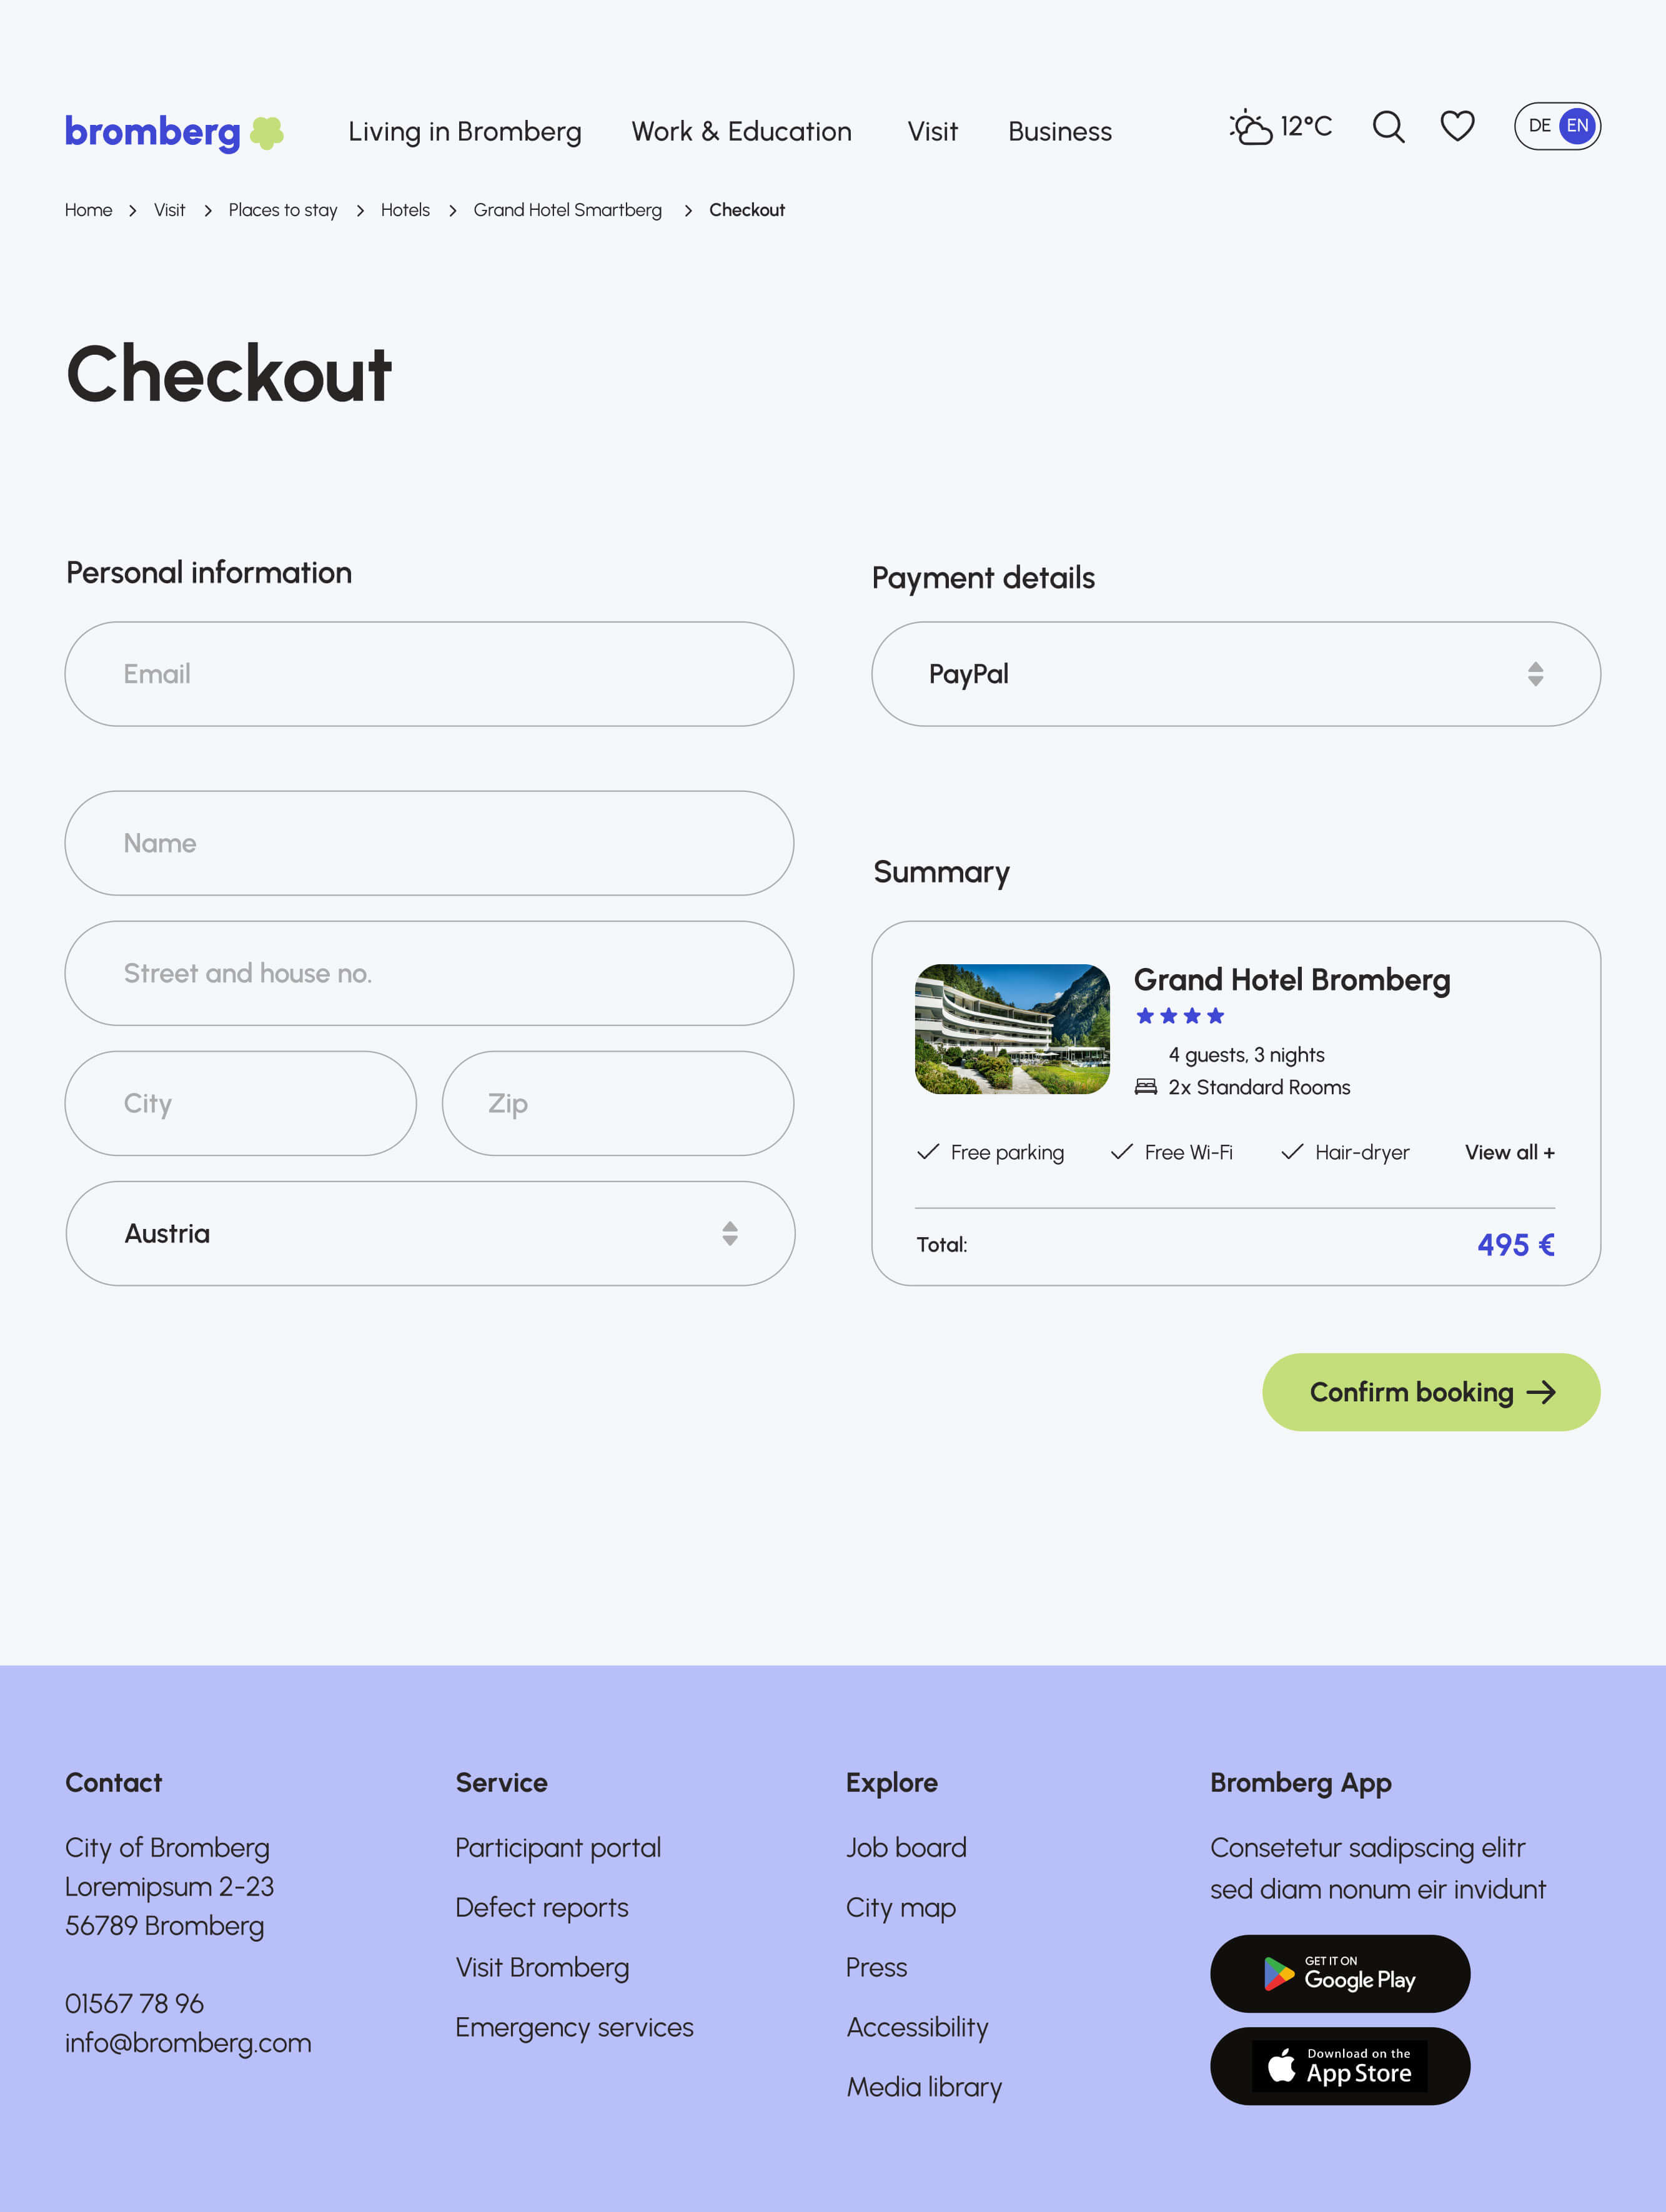 bromberg
Living in Bromberg
Work & Education
Visit
Business
12°C
DE EN
Home > Visit > Places to stay > Hotels > Grand Hotel Smartberg > Checkout
Checkout
Personal information
Email
Name
Street and house no.
City
Zip
Austria
Payment details
PayPal
Summary
Grand Hotel Bromberg
4 guests, 3 nights
2x Standard Rooms
Free parking
Free Wi-Fi
Hair-dryer
View all +
Total:
495 €
Confirm booking
Contact
City of Bromberg
Loremipsum 2-23
56789 Bromberg
01567 78 96
info@bromberg.com
Service
Participant portal
Defect reports
Visit Bromberg
Emergency services
Explore
Job board
City map
Press
Accessibility
Media library
Bromberg App
Consetetur sadipscing elitr
sed diam nonum eir invidunt
GET IT ON
Google Play
Download on the
App Store